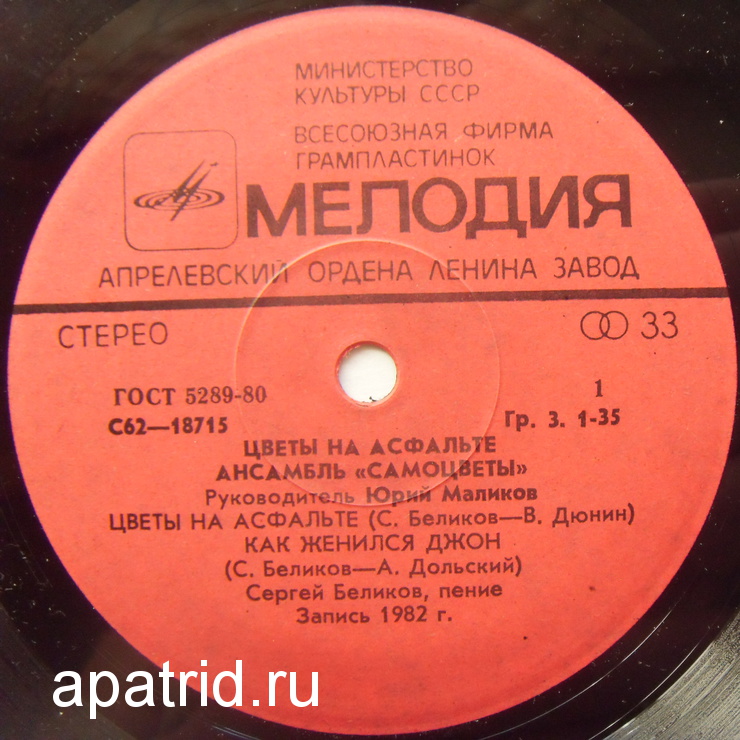 МИНИСТЕРСТВО
КУЛЬТУРЫ СССР
ВСЕСОЮЗНАЯ ФИРМА
ГРАМПЛАСТИНОК
МЕЛОДИЯ
АПРЕЛЕВСКИЙ ОРДЕНА ЛЕНИНА ЗАВОД
СТЕРЕО
33
ГОСТ 5289-80
1
С62—18715
Гр. 3. 1-35
ЦВЕТЫ НА АСФАЛЬТЕ
АНСАМБЛЬ «САМОЦВЕТЫ»
Руководитель Юрий Маликов
ЦВЕТЫ НА АСФАЛЬТЕ (С. Беликов—В. Дюнин)
КАК ЖЕНИЛСЯ ДЖОН
(С. Беликов—А. Дольский)
Сергей Беликов, пение
Запись 1982 г.
apatrid.ru